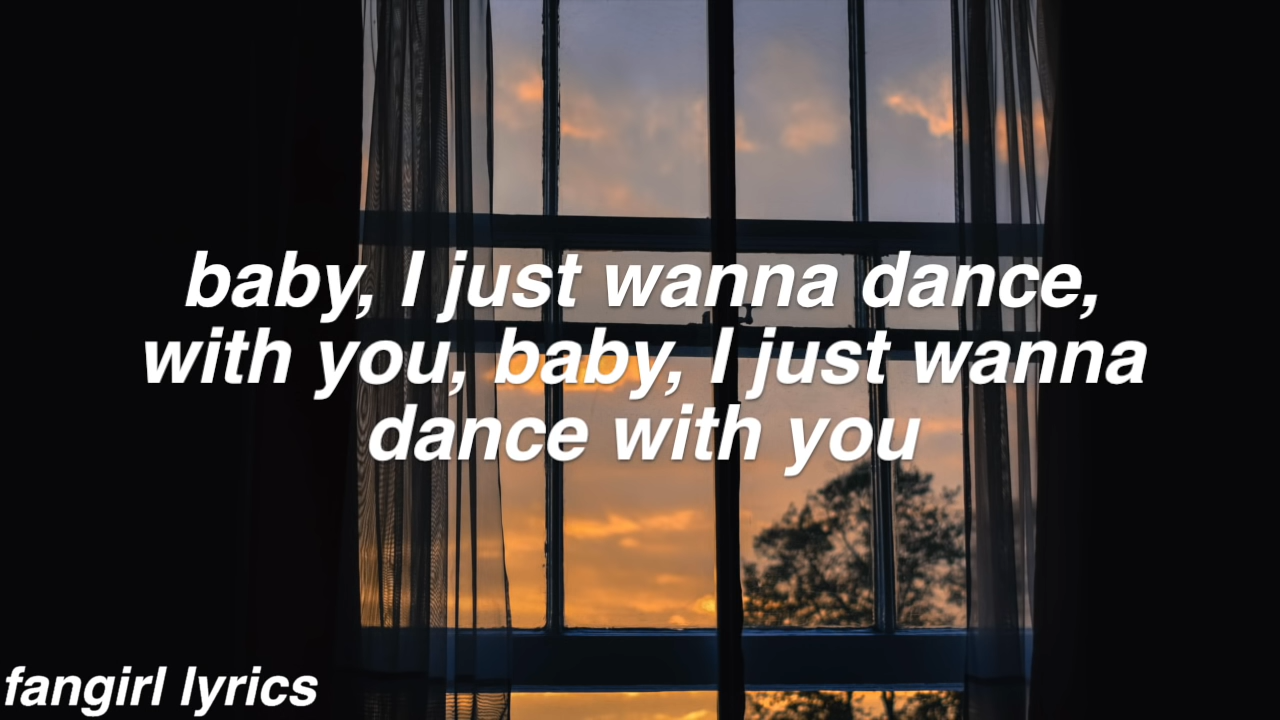 baby, I just wanna dance,
with you, baby, I just wanna
dance with you
fangirl lyrics